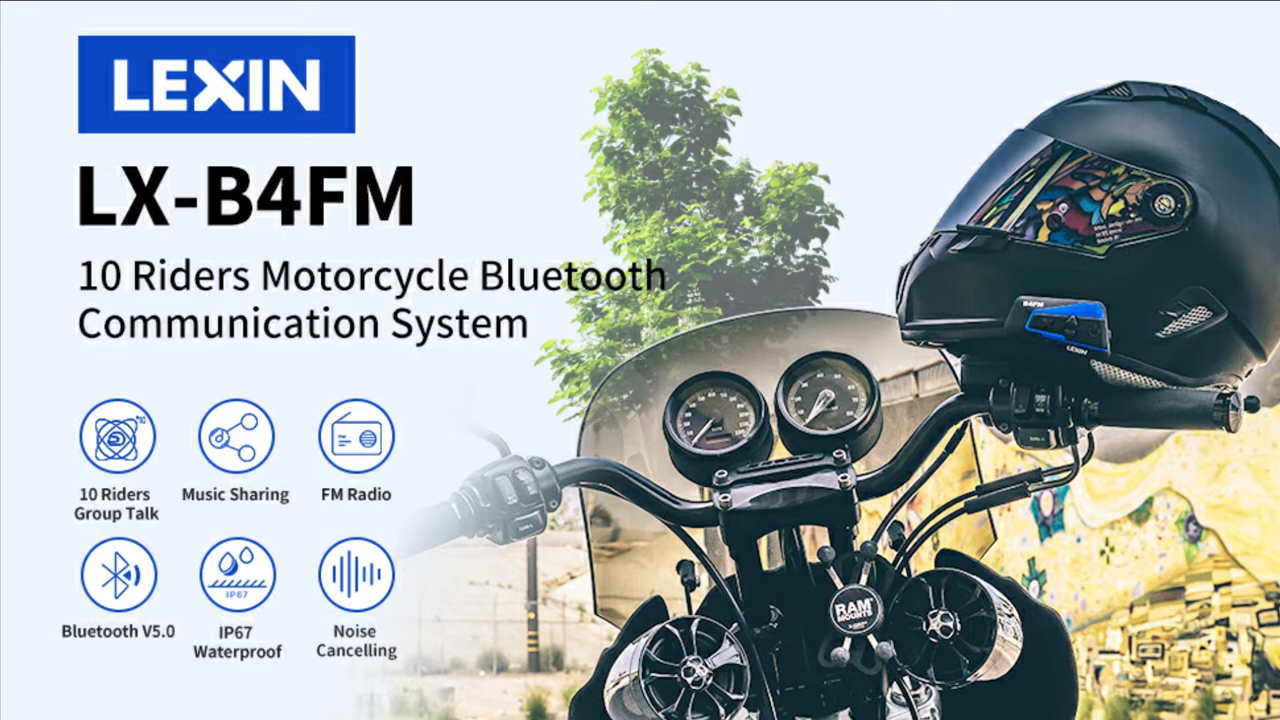 LEXIN
LX-B4FM
10 Riders Motorcycle Bluetooth
Communication System
10 Riders
Group Talk
Music Sharing
FM Radio
Bluetooth V5.0
IP67
IP67
Waterproof
Noise
Cancelling
B4FM
LEXIN
RAM
MOUNTS